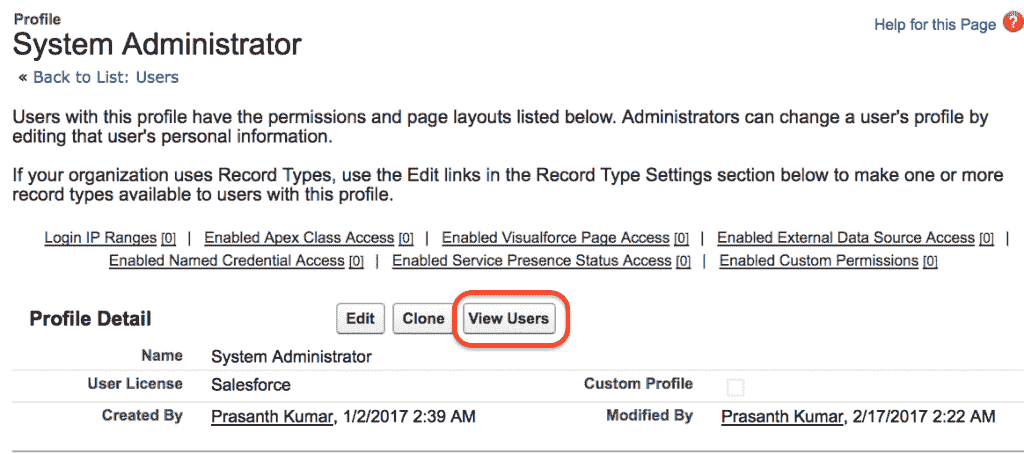 Profile
System Administrator
Help for this Page ?
« Back to List: Users
Users with this profile have the permissions and page layouts listed below. Administrators can change a user's profile by
editing that user's personal information.
If your organization uses Record Types, use the Edit links in the Record Type Settings section below to make one or more
record types available to users with this profile.
Login IP Ranges [0] | Enabled Apex Class Access [0] | Enabled Visualforce Page Access [0] | Enabled External Data Source Access [0] |
Enabled Named Credential Access [0] | Enabled Service Presence Status Access [0] | Enabled Custom Permissions [0]
Profile Detail Edit Clone View Users
Name System Administrator
User License Salesforce Custom Profile
Created By Prasanth Kumar, 1/2/2017 2:39 AM Modified By Prasanth Kumar, 2/17/2017 2:22 AM